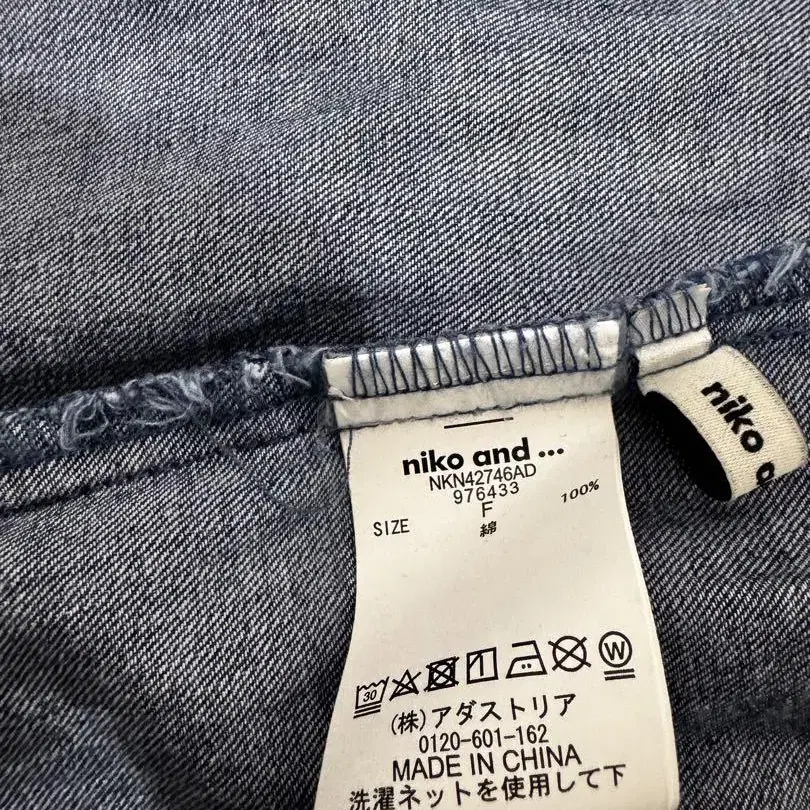 niko and ...
NKN42746AD
976433
SIZE F
綿 100%
30
W
(株)アダストリア
0120-601-162
MADE IN CHINA
洗濯ネットを使用して下
niko a